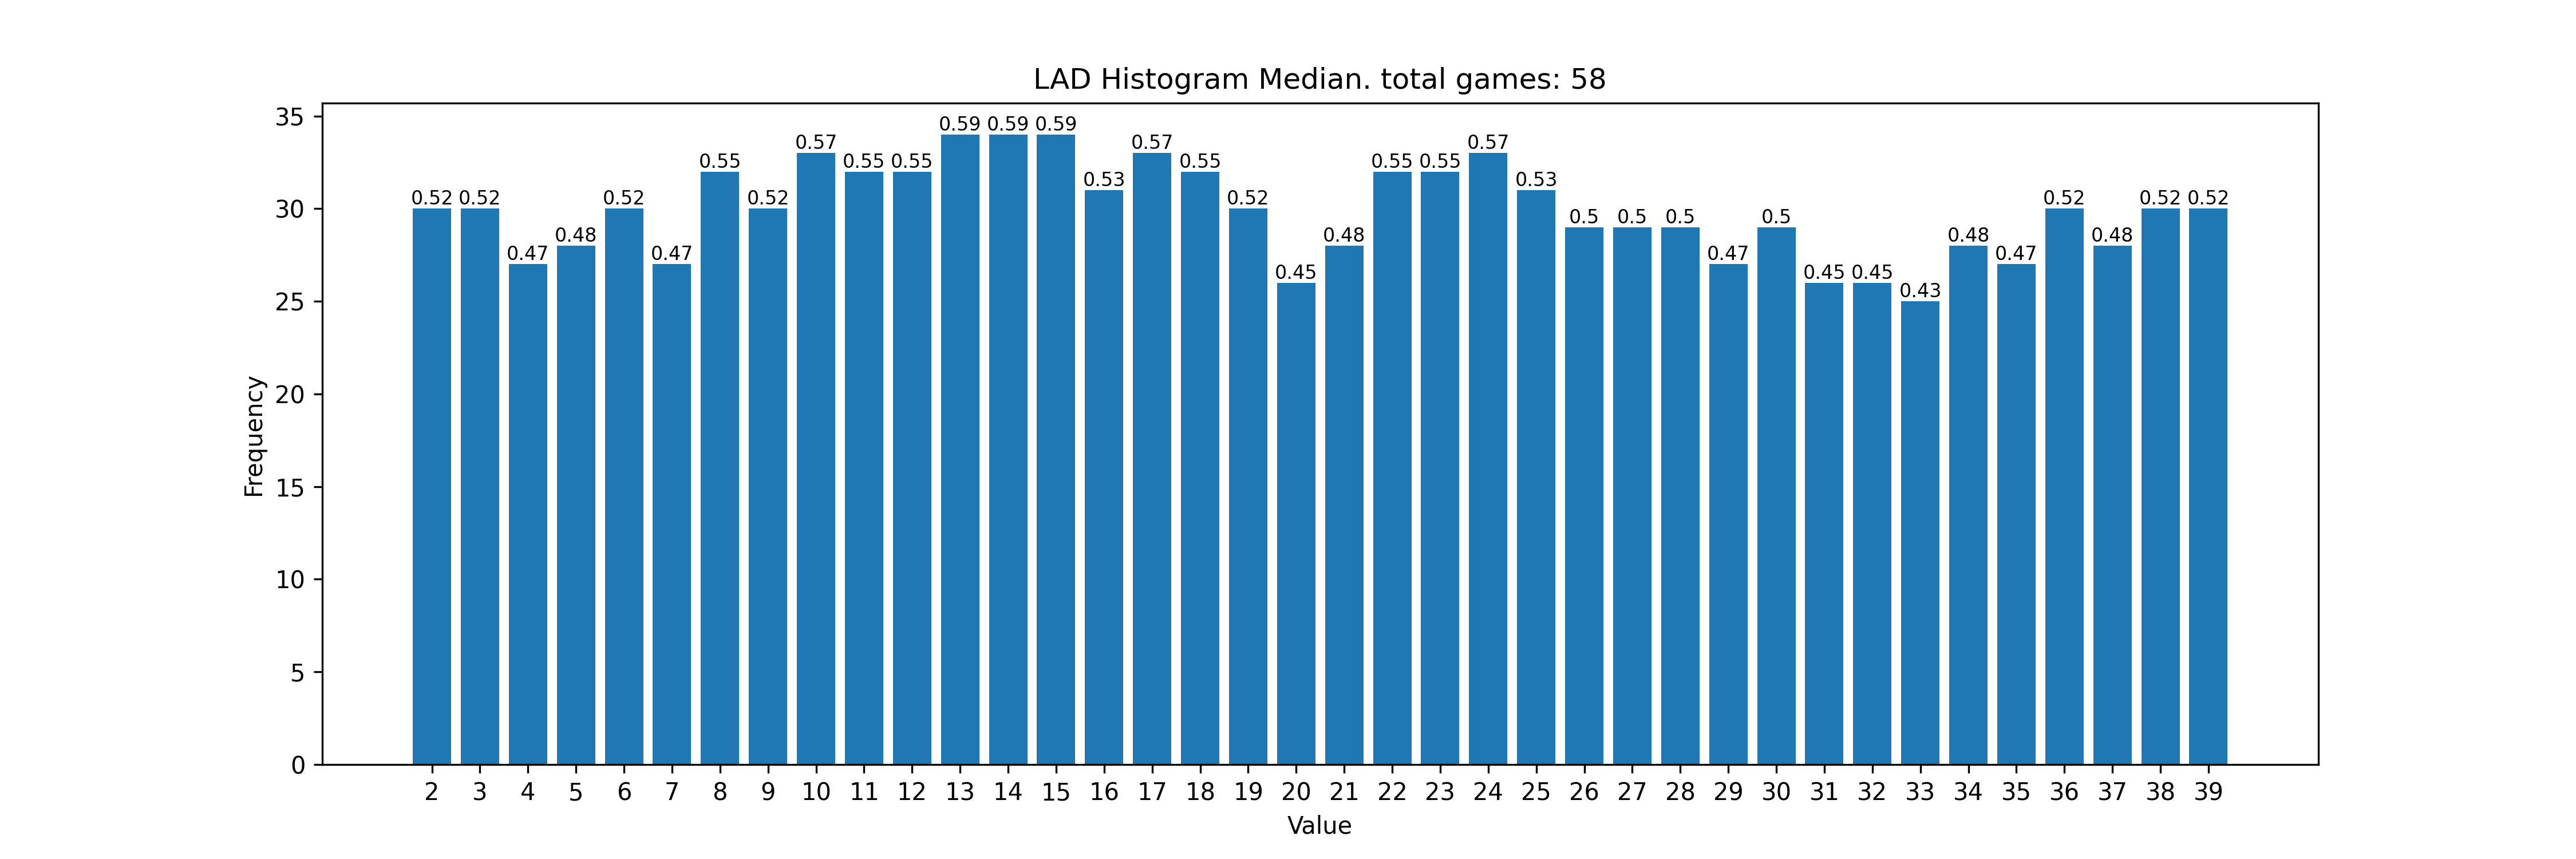 LAD Histogram Median. total games: 58
35
30
25
20
15
10
5
0
Frequency
0.52 0.52 0.47 0.48 0.52 0.47 0.55 0.52 0.57 0.55 0.55 0.59 0.59 0.59 0.53 0.57 0.55 0.52 0.45 0.48 0.55 0.55 0.57 0.53 0.5 0.5 0.5 0.47 0.5 0.45 0.45 0.43 0.48 0.47 0.52 0.48 0.52 0.52
2 3 4 5 6 7 8 9 10 11 12 13 14 15 16 17 18 19 20 21 22 23 24 25 26 27 28 29 30 31 32 33 34 35 36 37 38 39
Value